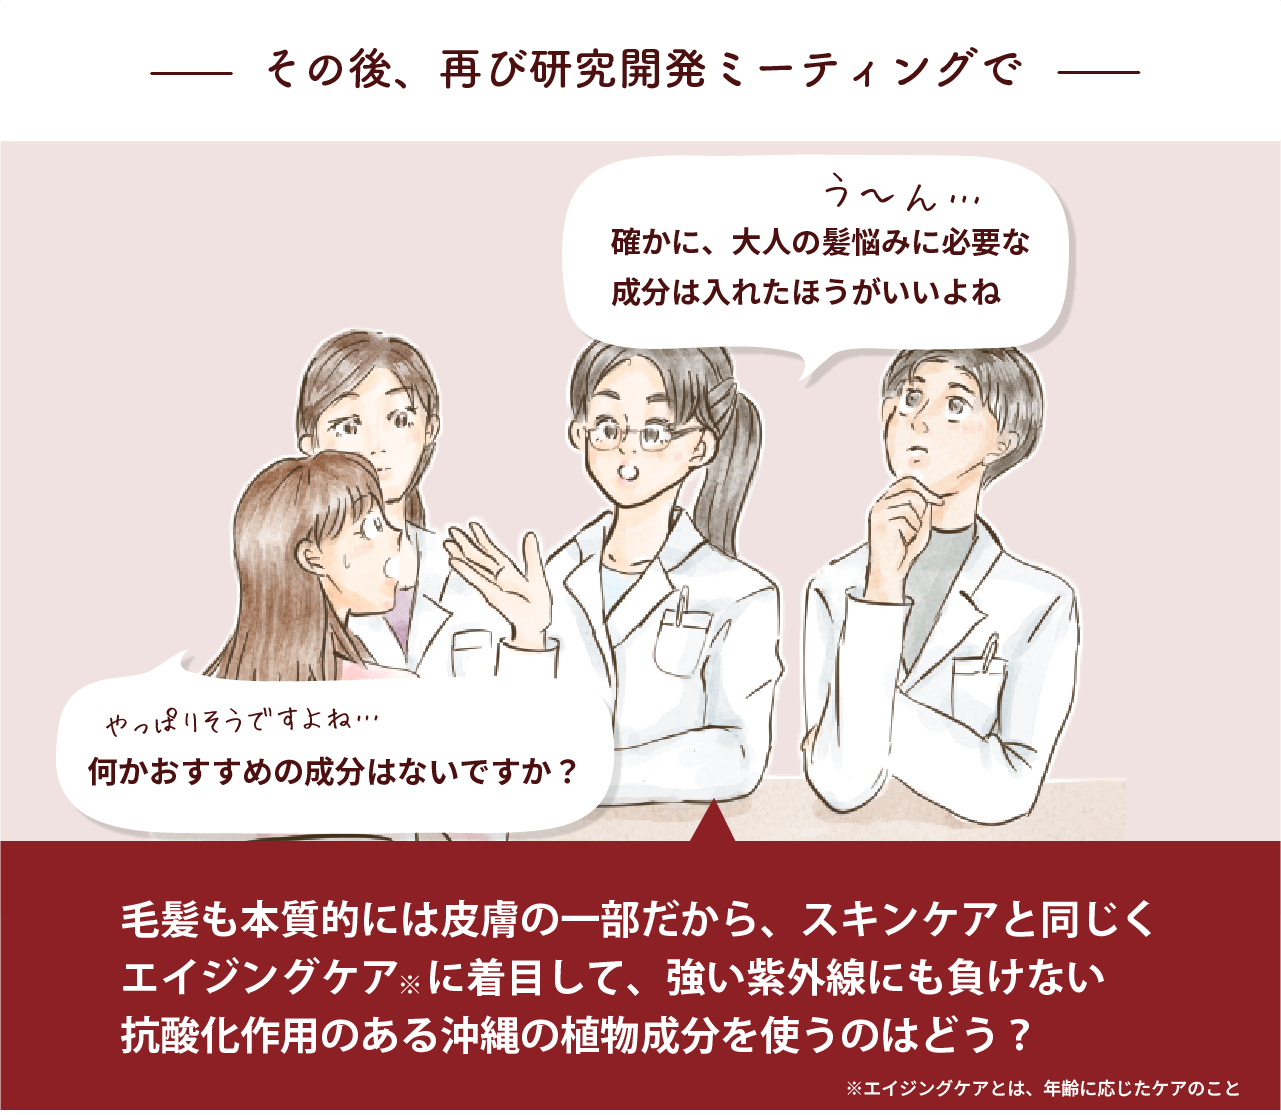 その後、再び研究開発ミーティングで
う〜ん…
確かに、大人の髪悩みに必要な
成分は入れたほうがいいよね
やっぱりそうですよね…
何かおすすめの成分はないですか？
毛髪も本質的には皮膚の一部だから、スキンケアと同じく
エイジングケア※に着目して、強い紫外線にも負けない
抗酸化作用のある沖縄の植物成分を使うのはどう？
※エイジングケアとは、年齢に応じたケアのこと